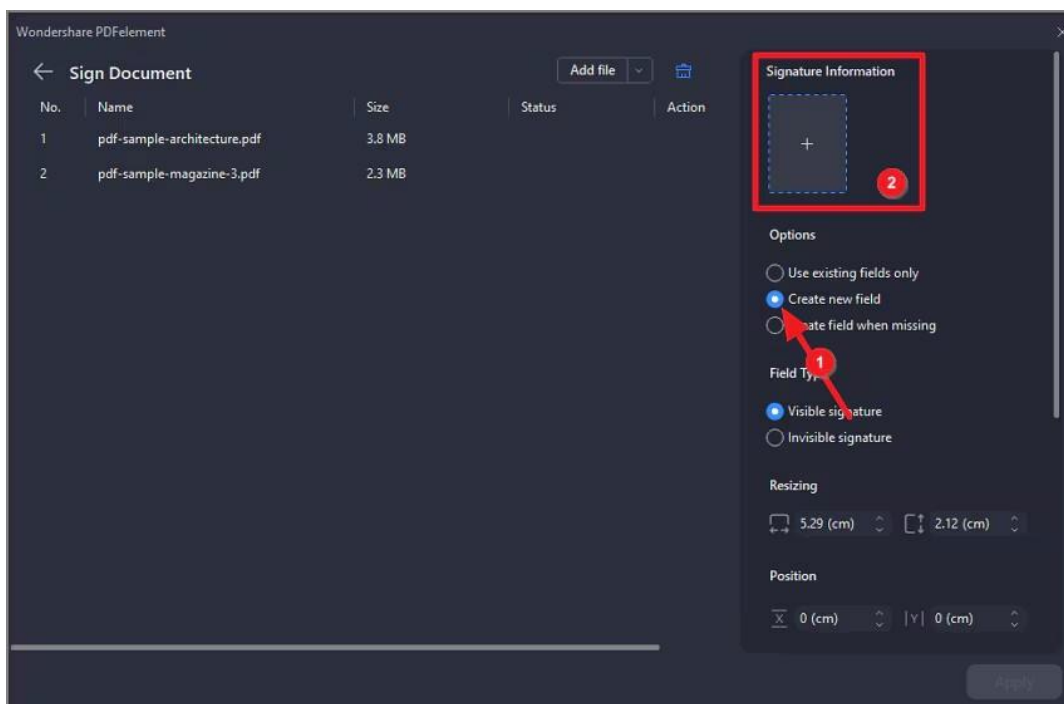 Wondershare PDFelement
Sign Document
Add file
No. Name Size Status Action
1 pdf-sample-architecture.pdf 3.8 MB
2 pdf-sample-magazine-3.pdf 2.3 MB
Signature Information
+
2
Options
Use existing fields only
Create new field
ate field when missing
1
Field Ty
Visible signature
Invisible signature
Resizing
5.29 (cm) 2.12 (cm)
Position
X 0 (cm) |Y| 0 (cm)
Apply